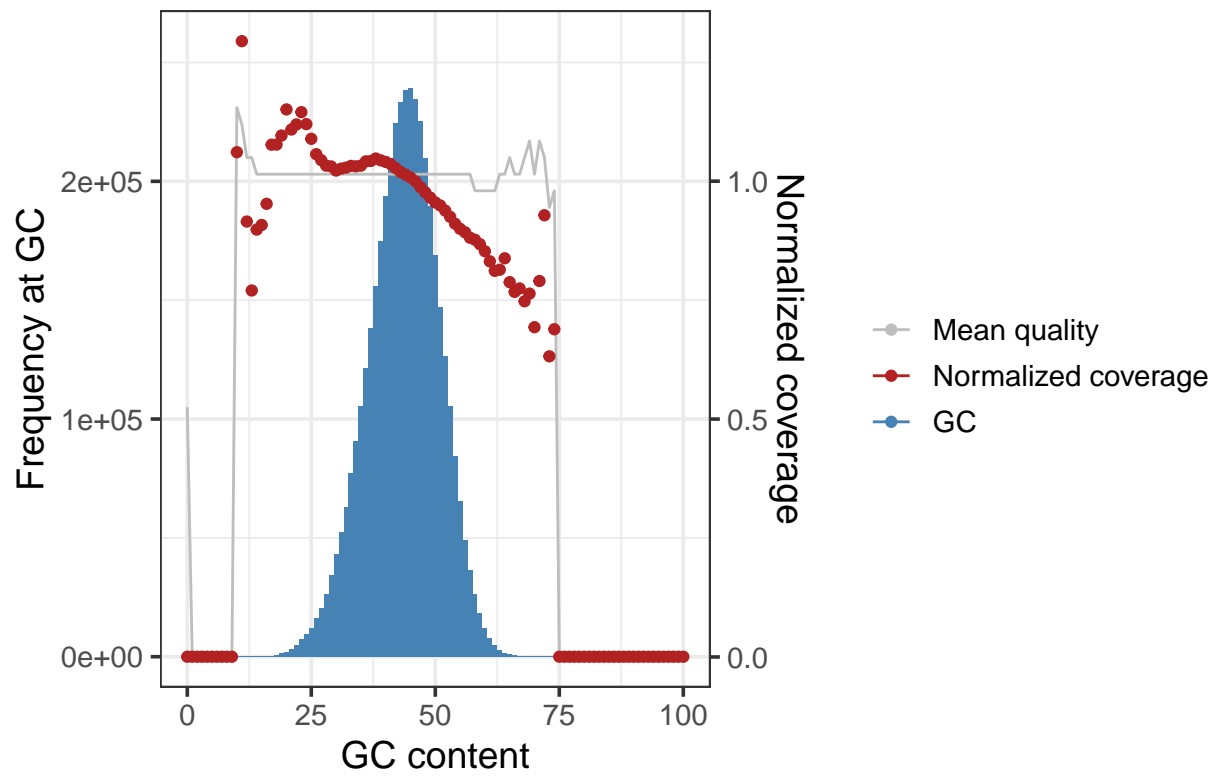 Frequency at GC
2e+05
1e+05
0e+00
0
25
50
75
100
GC content
1.0
0.5
0.0
Normalized coverage
Mean quality
Normalized coverage
GC